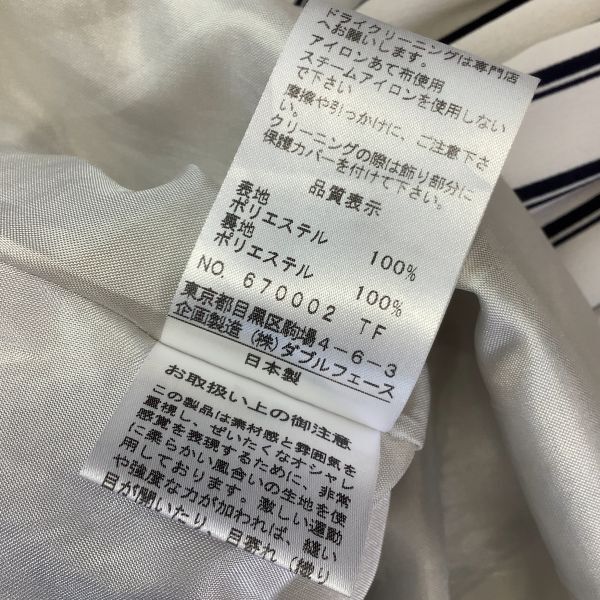 ドライクリーニングは専門店
へお願いします。
アイロンあて布使用
スチームアイロンを使用しない
で下さい
摩擦や引っかけに、ご注意下さ
い。
クリーニングの際は飾り部分に
保護カバーを付けて下さい。
品質表示
表地
ポリエステル 100%
裏地
ポリエステル 100%
NO. 670002 TF
東京都目黒区駒場4-6-3
企画製造(株)ダブルフェース
日本製
お取扱い上の御注意
この製品は素材感と雰囲気を
重視し、ぜいたくなオシャレ
感覚を表現するために、非常
に柔らかい風合いの生地を使
用しております。激しい運動
や強度な力が加われば、縫い
目が開いたり、目寄れ(撚り